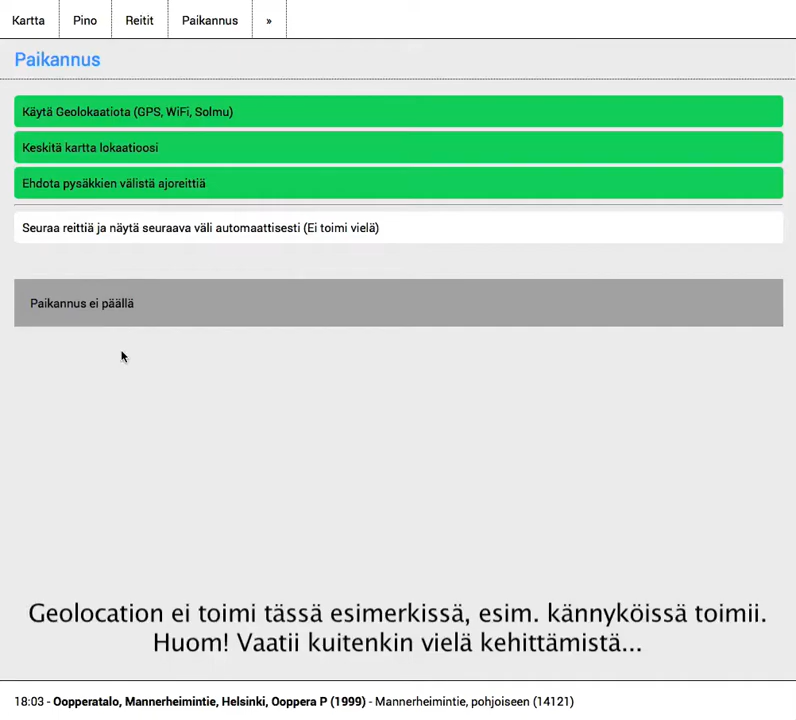 Kartta Pino Reitit Paikannus »
Paikannus
Käytä Geolokaatiota (GPS, WiFi, Solmu)
Keskitä kartta lokaatioosi
Ehdota pysäkkien välistä ajoreittiä
Seuraa reittiä ja näytä seuraava väli automaattisesti (Ei toimi vielä)
Paikannus ei päällä
Geolocation ei toimi tässä esimerkissä, esim. kännyköissä toimii.
Huom! Vaatii kuitenkin vielä kehittämistä...
18:03 - Oopperatalo, Mannerheimintie, Helsinki, Ooppera P (1999) - Mannerheimintie, pohjoiseen (14121)